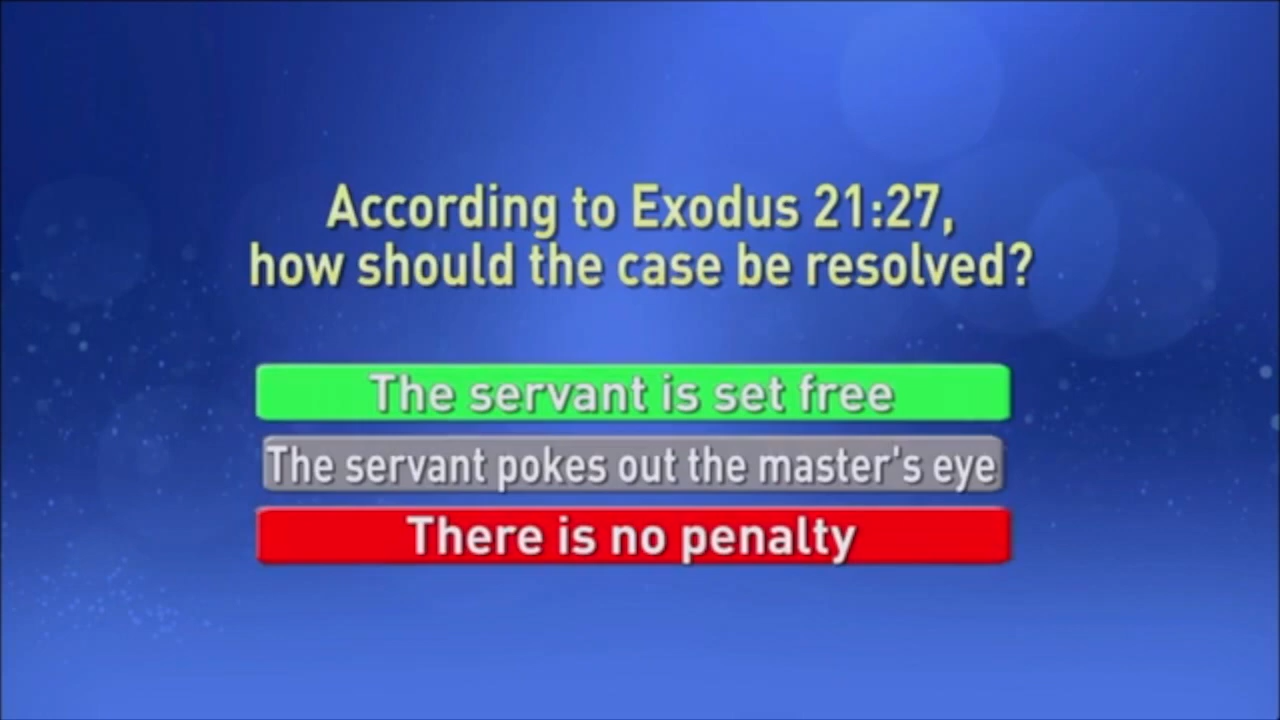 According to Exodus 21:27,
how should the case be resolved?
The servant is set free
The servant pokes out the master's eye
There is no penalty